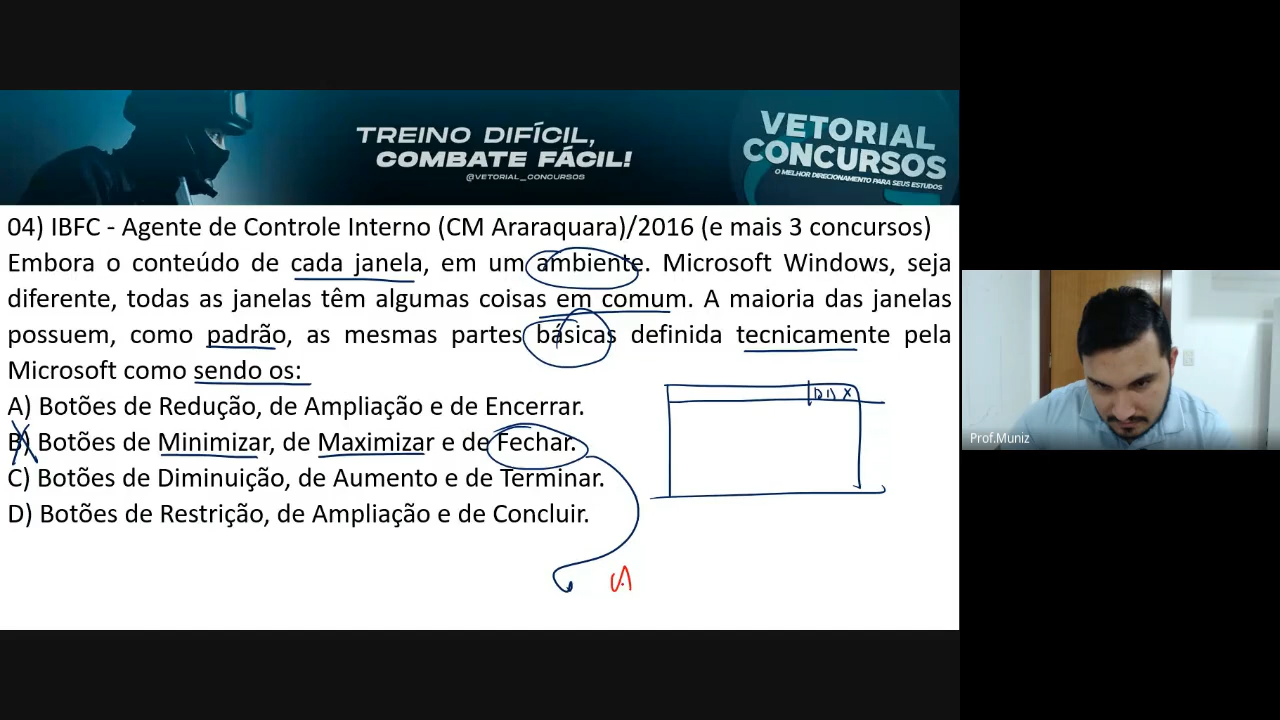 TREINO DIFÍCIL,
COMBATE FÁCIL!
@VETORIAL_CONCURSOS
VETORIAL
CONCURSOS
O MELHOR DIRECIONAMENTO PARA SEUS ESTUDOS
04) IBFC - Agente de Controle Interno (CM Araraquara)/2016 (e mais 3 concursos)
Embora o conteúdo de cada janela, em um ambiente. Microsoft Windows, seja
diferente, todas as janelas têm algumas coisas em comum. A maioria das janelas
possuem, como padrão, as mesmas partes básicas definida tecnicamente pela
Microsoft como sendo os:
A) Botões de Redução, de Ampliação e de Encerrar.
B) Botões de Minimizar, de Maximizar e de Fechar.
C) Botões de Diminuição, de Aumento e de Terminar.
D) Botões de Restrição, de Ampliação e de Concluir.
Prof.Muniz